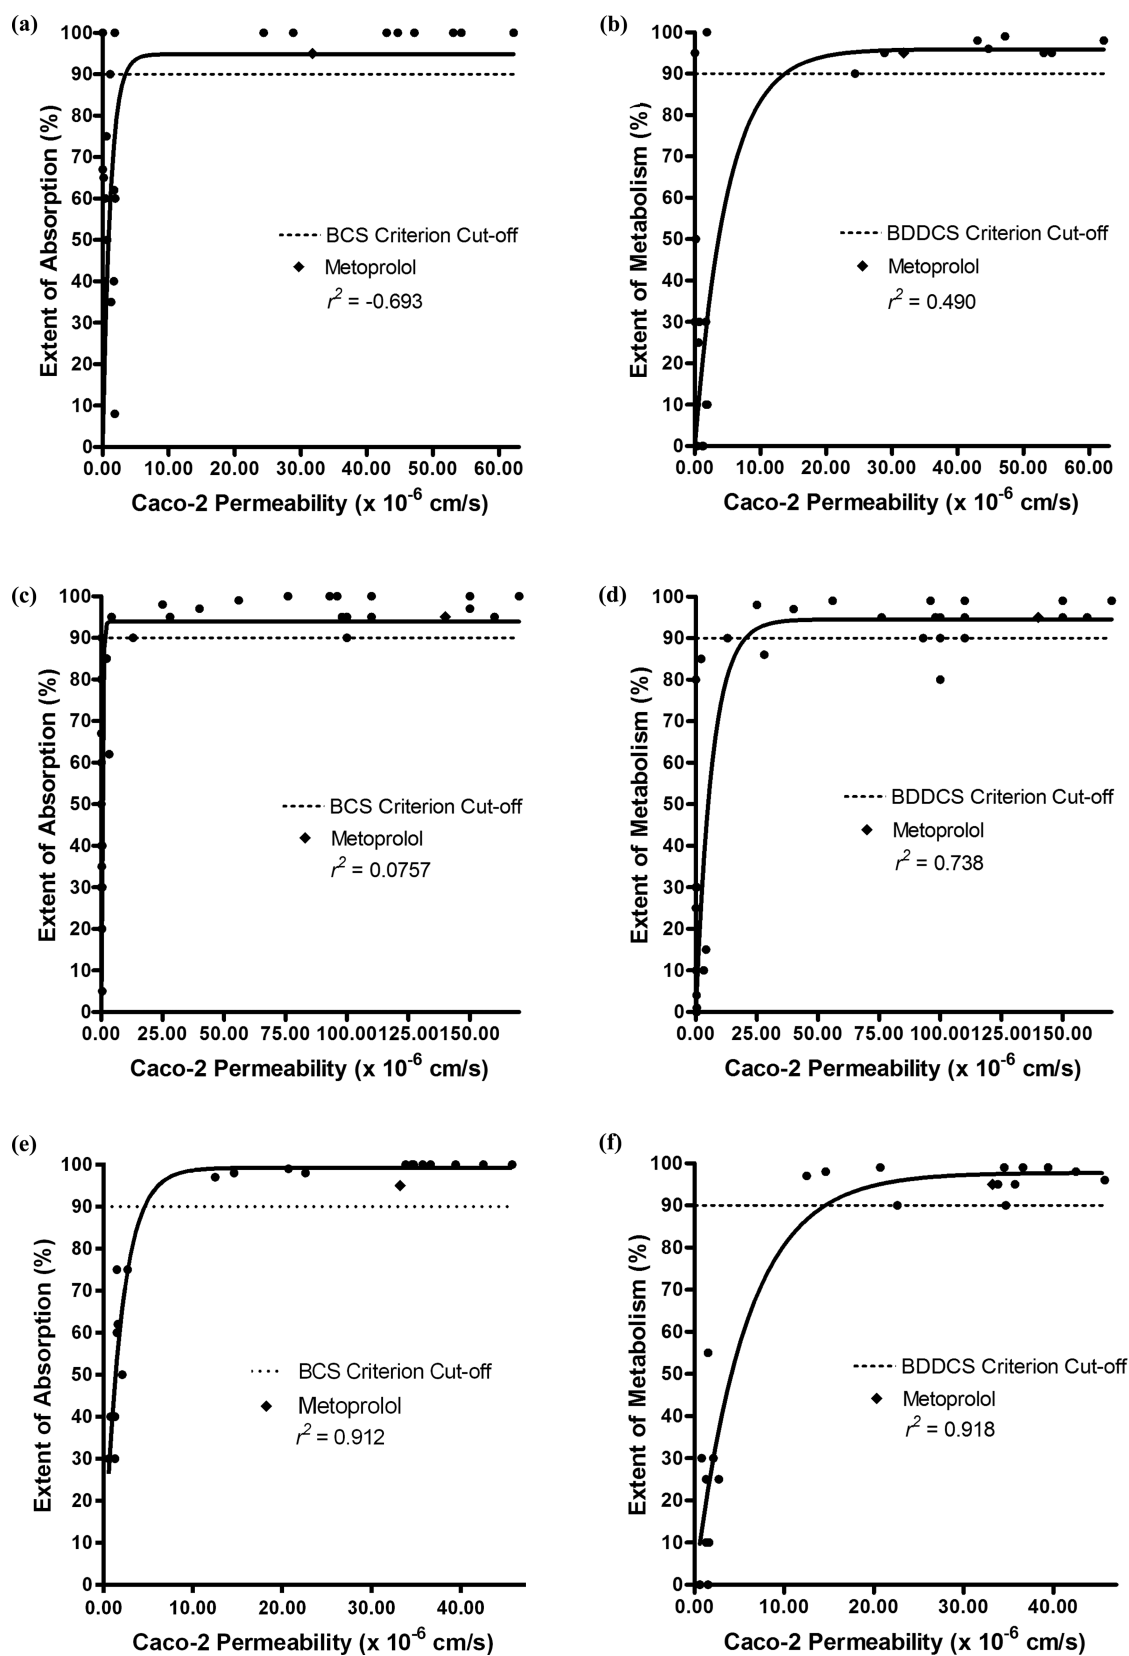 (a)
100
90
80
70
60
50
40
30
20
10
0
Extent of Absorption (%)
BCS Criterion Cut-off
Metoprolol
r² = -0.693
0.00 10.00 20.00 30.00 40.00 50.00 60.00
Caco-2 Permeability (x 10⁻⁶ cm/s)
(b)
100
90
80
70
60
50
40
30
20
10
0
Extent of Metabolism (%)
BDDCS Criterion Cut-off
Metoprolol
r² = 0.490
0.00 10.00 20.00 30.00 40.00 50.00 60.00
Caco-2 Permeability (x 10⁻⁶ cm/s)
(c)
100
90
80
70
60
50
40
30
20
10
0
Extent of Absorption (%)
BCS Criterion Cut-off
Metoprolol
r² = 0.0757
0.00 25.00 50.00 75.00 100.00 125.00 150.00
Caco-2 Permeability (x 10⁻⁶ cm/s)
(d)
100
90
80
70
60
50
40
30
20
10
0
Extent of Metabolism (%)
BDDCS Criterion Cut-off
Metoprolol
r² = 0.738
0.00 25.00 50.00 75.00 100.00 125.00 150.00
Caco-2 Permeability (x 10⁻⁶ cm/s)
(e)
100
90
80
70
60
50
40
30
20
10
0
Extent of Absorption (%)
BCS Criterion Cut-off
Metoprolol
r² = 0.912
0.00 10.00 20.00 30.00 40.00
Caco-2 Permeability (x 10⁻⁶ cm/s)
(f)
100
90
80
70
60
50
40
30
20
10
0
Extent of Metabolism (%)
BDDCS Criterion Cut-off
Metoprolol
r² = 0.918
0.00 10.00 20.00 30.00 40.00
Caco-2 Permeability (x 10⁻⁶ cm/s)